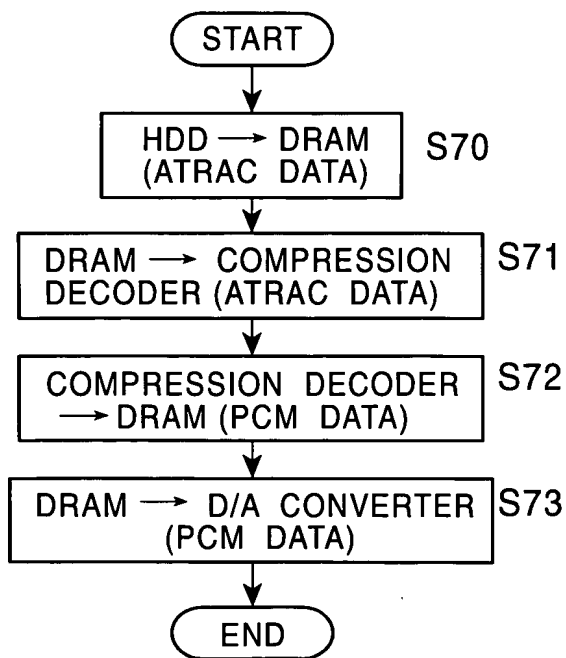 START
HDD → DRAM
(ATRAC DATA)
S70
DRAM → COMPRESSION
DECODER (ATRAC DATA)
S71
COMPRESSION DECODER
→ DRAM (PCM DATA)
S72
DRAM → D/A CONVERTER
(PCM DATA)
S73
END